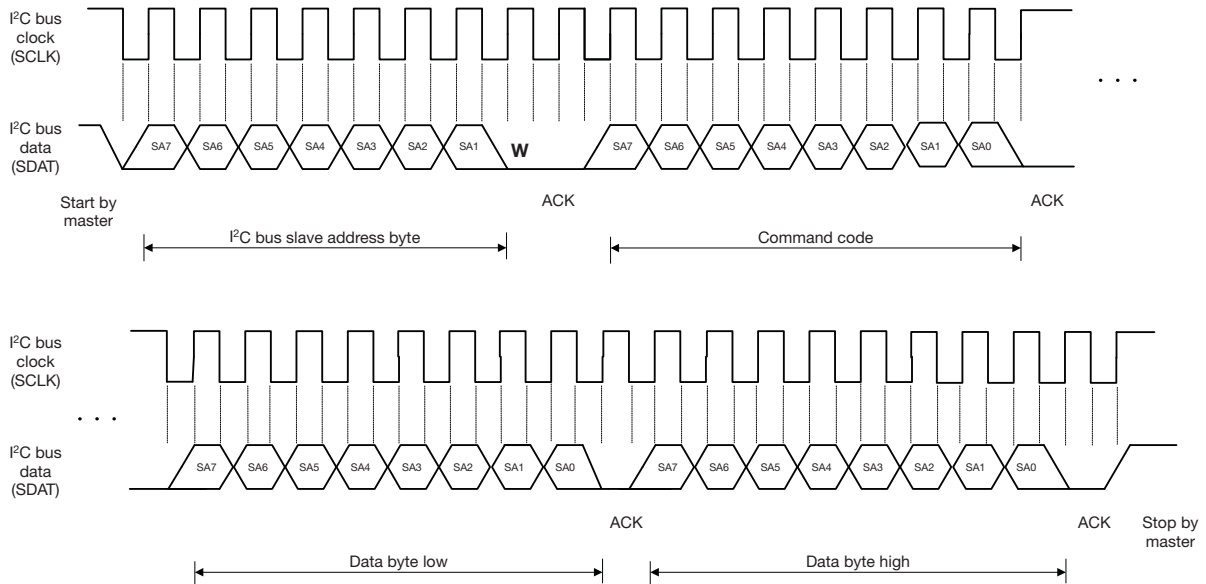 I²C bus
clock
(SCLK)
. . .
I²C bus
data
(SDAT)
SA7 SA6 SA5 SA4 SA3 SA2 SA1 W SA7 SA6 SA5 SA4 SA3 SA2 SA1 SA0
Start by
master
ACK ACK
I²C bus slave address byte Command code
I²C bus
clock
(SCLK)
. . .
I²C bus
data
(SDAT)
SA7 SA6 SA5 SA4 SA3 SA2 SA1 SA0 SA7 SA6 SA5 SA4 SA3 SA2 SA1 SA0
ACK ACK Stop by
master
Data byte low Data byte high